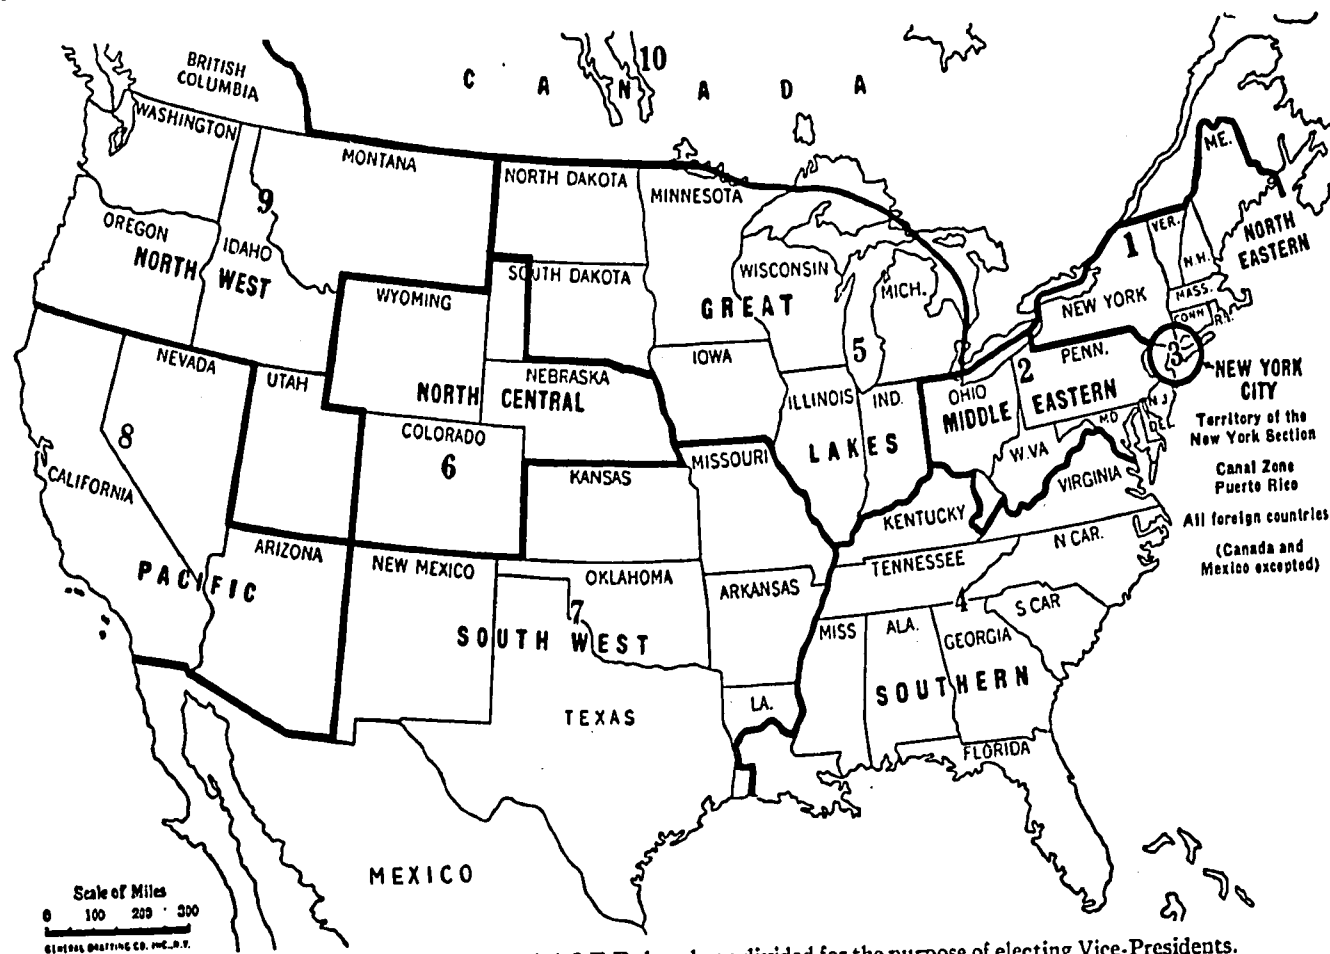 BRITISH
COLUMBIA
10
C A N A D A
WASHINGTON
MONTANA
NORTH DAKOTA
MINNESOTA
ME.
9
OREGON
IDAHO
NORTH WEST
1
VER.
N.H.
NORTH
EASTERN
SOUTH DAKOTA
WISCONSIN
MICH.
WYOMING
GREAT
NEW YORK
MASS.
CONN
R.I.
NEVADA
UTAH
NEBRASKA
IOWA
5
2
PENN.
3
NEW YORK
CITY
NORTH CENTRAL
ILLINOIS
IND.
OHIO
MIDDLE
EASTERN
N.J.
MD
DEL
Territory of the
New York Section
8
COLORADO
6
LAKES
W.VA
CALIFORNIA
KANSAS
MISSOURI
VIRGINIA
Canal Zone
Puerto Rico
KENTUCKY
All foreign countries
ARIZONA
NEW MEXICO
OKLAHOMA
TENNESSEE
N CAR.
(Canada and
Mexico excepted)
PACIFIC
ARKANSAS
7
4
S CAR
SOUTH WEST
MISS
ALA.
GEORGIA
SOUTHERN
TEXAS
LA.
FLORIDA
MEXICO
Scale of Miles
0 100 200 300
GENERAL DRAFTING CO. INC., N.Y.
divided for the purpose of electing Vice-Presidents.